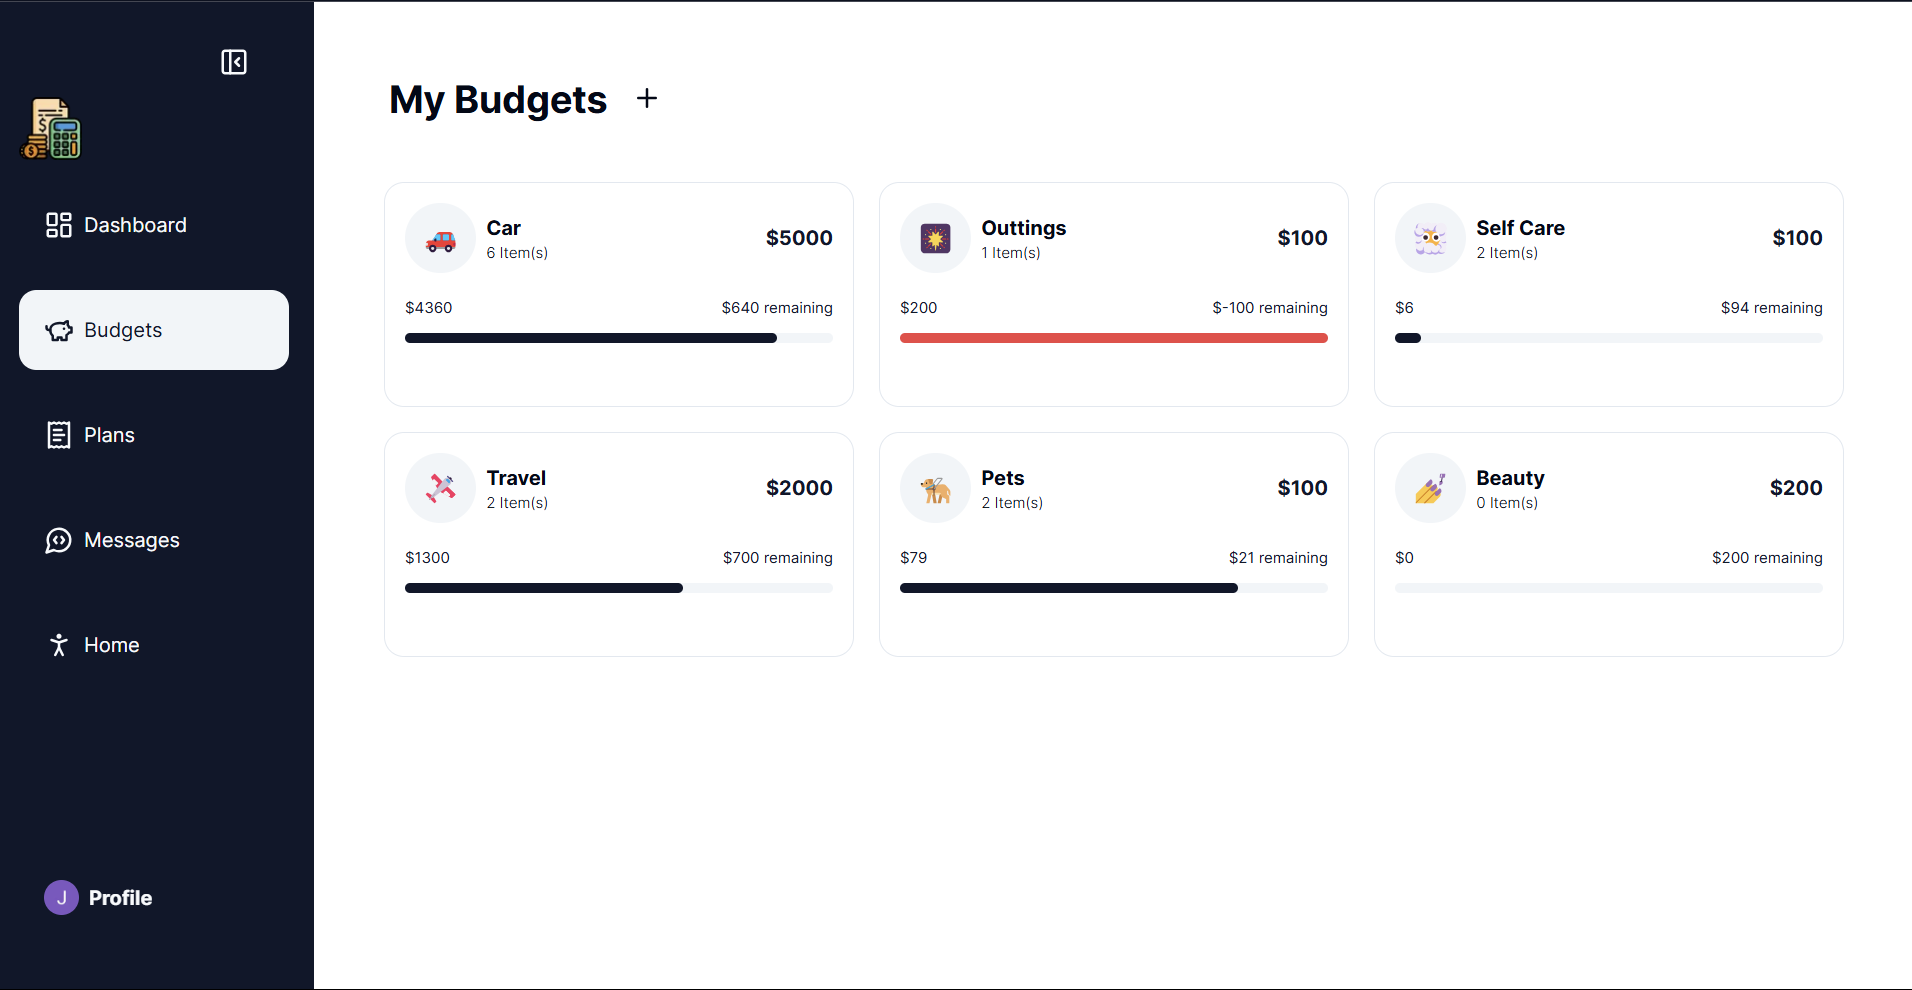 Dashboard
Budgets
Plans
Messages
Home
J Profile
My Budgets +
Car
6 Item(s)
$5000
$4360
$640 remaining
Outtings
1 Item(s)
$100
$200
$-100 remaining
Self Care
2 Item(s)
$100
$6
$94 remaining
Travel
2 Item(s)
$2000
$1300
$700 remaining
Pets
2 Item(s)
$100
$79
$21 remaining
Beauty
0 Item(s)
$200
$0
$200 remaining